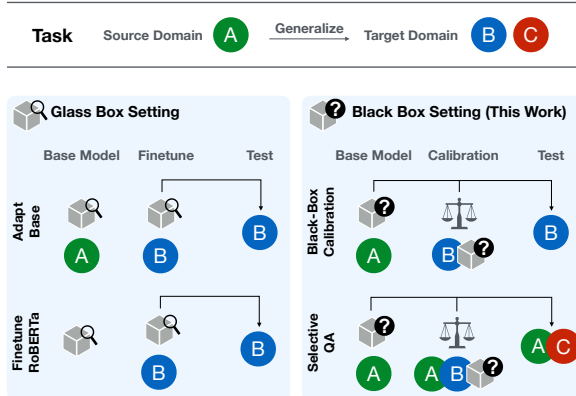 Task Source Domain A Generalize Target Domain B C
Glass Box Setting
Base Model Finetune Test
Adapt Base
A B B
Finetune RoBERTa
B B
? Black Box Setting (This Work)
Base Model Calibration Test
Black-Box Calibration
? ?
A B B
Selective QA
? ?
A A B A C